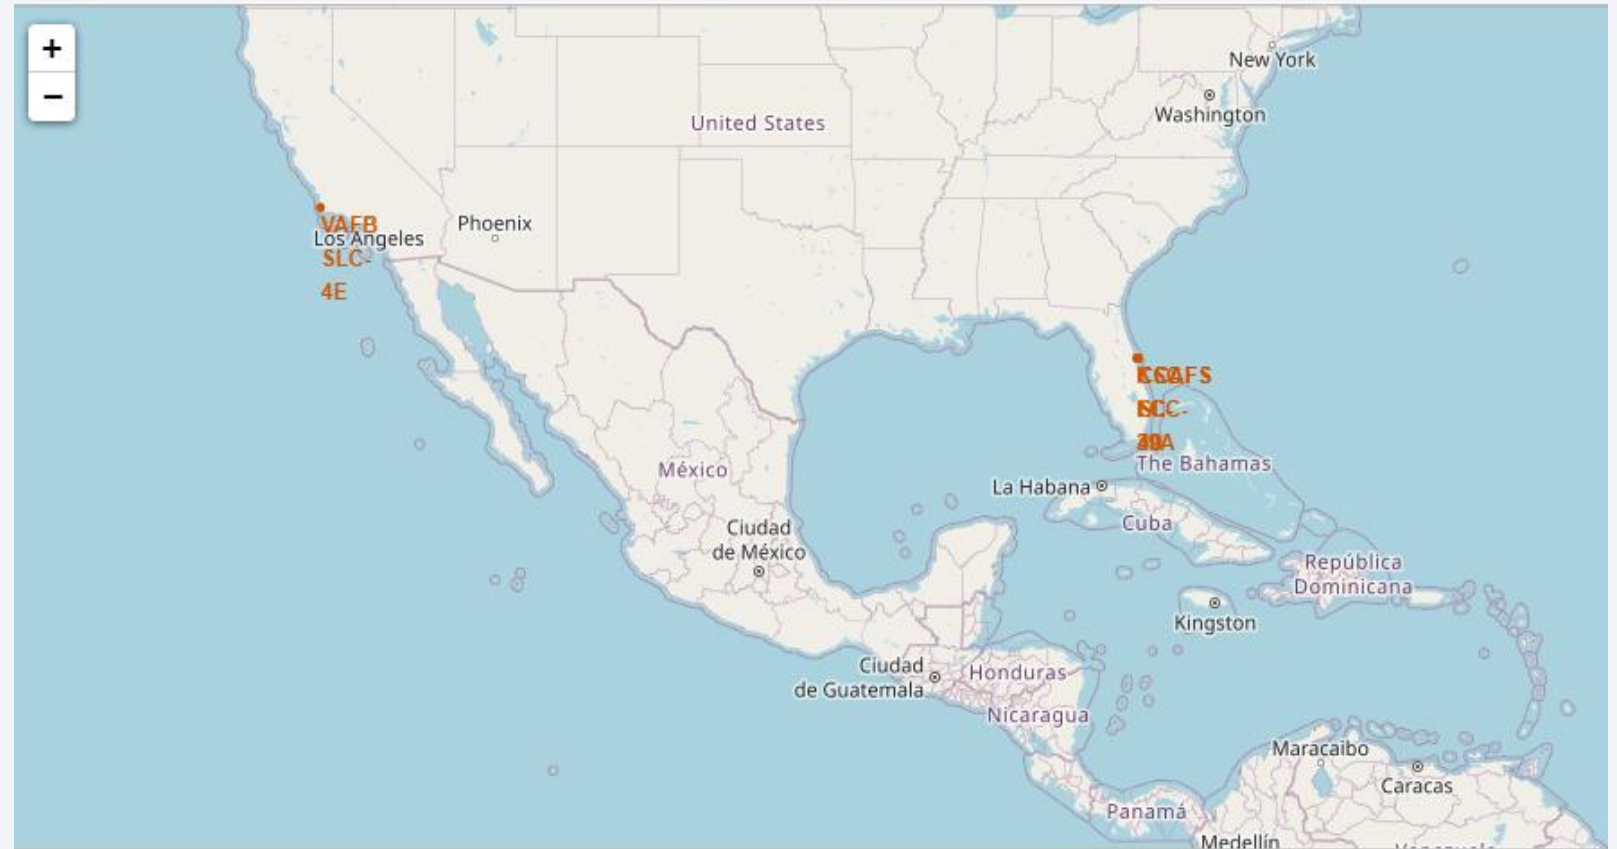 +
−
New York
Washington
United States
VAFB
Los Angeles
Phoenix
SLC-
4E
México
The Bahamas
La Habana
Cuba
Ciudad
de México
República
Dominicana
Kingston
Ciudad
de Guatemala
Honduras
Nicaragua
Maracaibo
Caracas
Panamá
Medellín
Venezuela